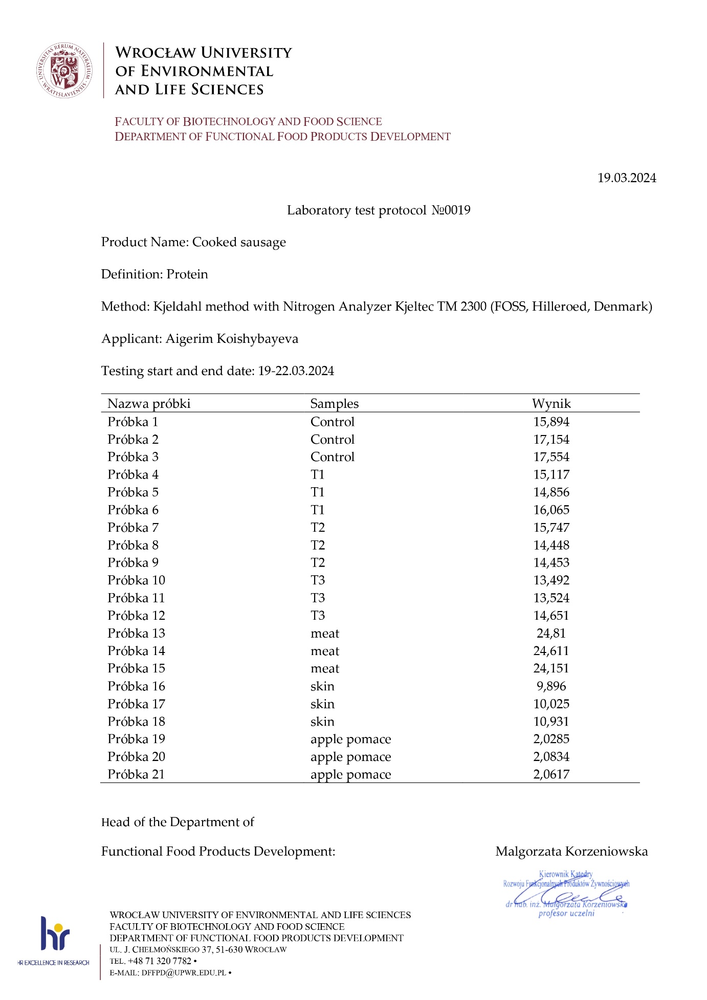 UNIVERSITAS RERUM NATURALIUM · WRATISLAVIENSIS ·
WROCŁAW UNIVERSITY
OF ENVIRONMENTAL
AND LIFE SCIENCES
FACULTY OF BIOTECHNOLOGY AND FOOD SCIENCE
DEPARTMENT OF FUNCTIONAL FOOD PRODUCTS DEVELOPMENT
19.03.2024
Laboratory test protocol №0019
Product Name: Cooked sausage
Definition: Protein
Method: Kjeldahl method with Nitrogen Analyzer Kjeltec TM 2300 (FOSS, Hilleroed, Denmark)
Applicant: Aigerim Koishybayeva
Testing start and end date: 19-22.03.2024
Nazwa próbki Samples Wynik
Próbka 1 Control 15,894
Próbka 2 Control 17,154
Próbka 3 Control 17,554
Próbka 4 T1 15,117
Próbka 5 T1 14,856
Próbka 6 T1 16,065
Próbka 7 T2 15,747
Próbka 8 T2 14,448
Próbka 9 T2 14,453
Próbka 10 T3 13,492
Próbka 11 T3 13,524
Próbka 12 T3 14,651
Próbka 13 meat 24,81
Próbka 14 meat 24,611
Próbka 15 meat 24,151
Próbka 16 skin 9,896
Próbka 17 skin 10,025
Próbka 18 skin 10,931
Próbka 19 apple pomace 2,0285
Próbka 20 apple pomace 2,0834
Próbka 21 apple pomace 2,0617
Head of the Department of
Functional Food Products Development: Malgorzata Korzeniowska
Kierownik Katedry
Rozwoju Funkcjonalnych Produktów Żywnościowych
dr hab. inż. Małgorzata Korzeniowska
profesor uczelni
hr
HR EXCELLENCE IN RESEARCH
WROCŁAW UNIVERSITY OF ENVIRONMENTAL AND LIFE SCIENCES
FACULTY OF BIOTECHNOLOGY AND FOOD SCIENCE
DEPARTMENT OF FUNCTIONAL FOOD PRODUCTS DEVELOPMENT
UL. J. CHEŁMOŃSKIEGO 37, 51-630 WROCŁAW
TEL. +48 71 320 7782 •
E-MAIL: DFFPD@UPWR.EDU.PL •